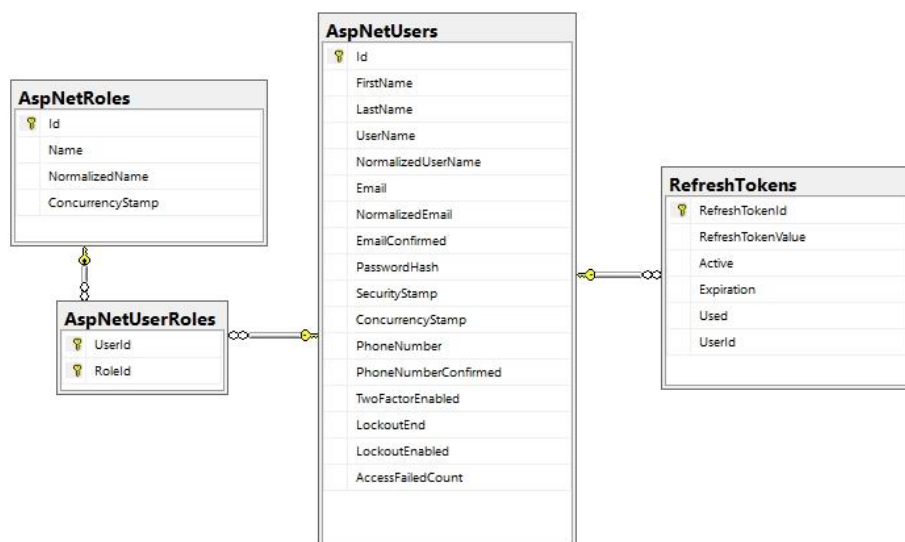 AspNetRoles
Id
Name
NormalizedName
ConcurrencyStamp
AspNetUserRoles
UserId
RoleId
AspNetUsers
Id
FirstName
LastName
UserName
NormalizedUserName
Email
NormalizedEmail
EmailConfirmed
PasswordHash
SecurityStamp
ConcurrencyStamp
PhoneNumber
PhoneNumberConfirmed
TwoFactorEnabled
LockoutEnd
LockoutEnabled
AccessFailedCount
RefreshTokens
RefreshTokenId
RefreshTokenValue
Active
Expiration
Used
UserId